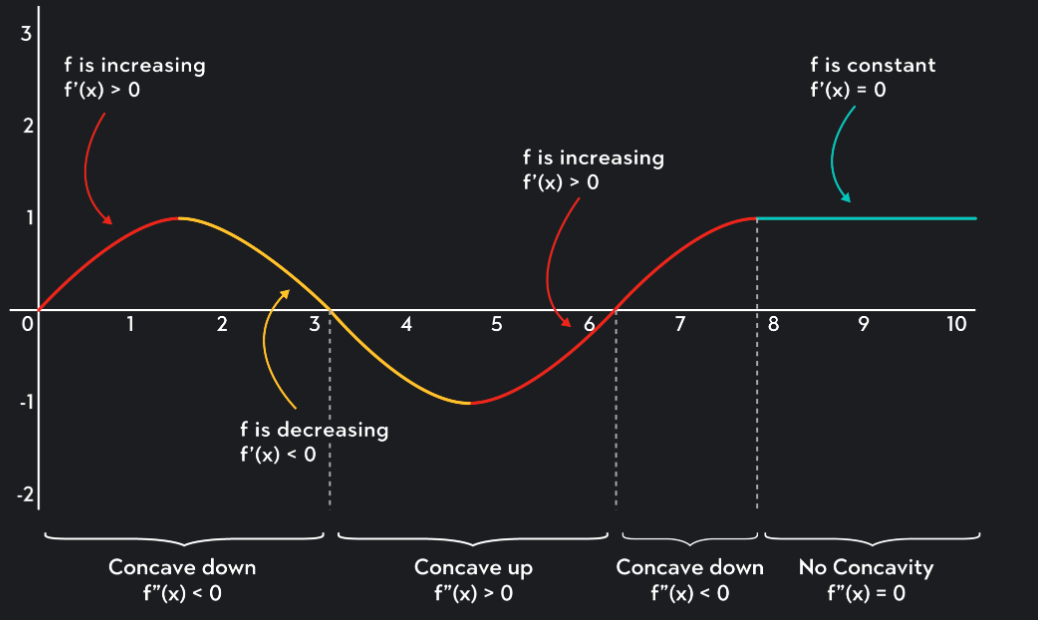 3
f is increasing
f'(x) > 0
f is constant
f'(x) = 0
2
f is increasing
f'(x) > 0
1
0 1 2 3 4 5 6 7 8 9 10
-1
f is decreasing
f'(x) < 0
-2
Concave down
f"(x) < 0
Concave up
f"(x) > 0
Concave down
f"(x) < 0
No Concavity
f"(x) = 0